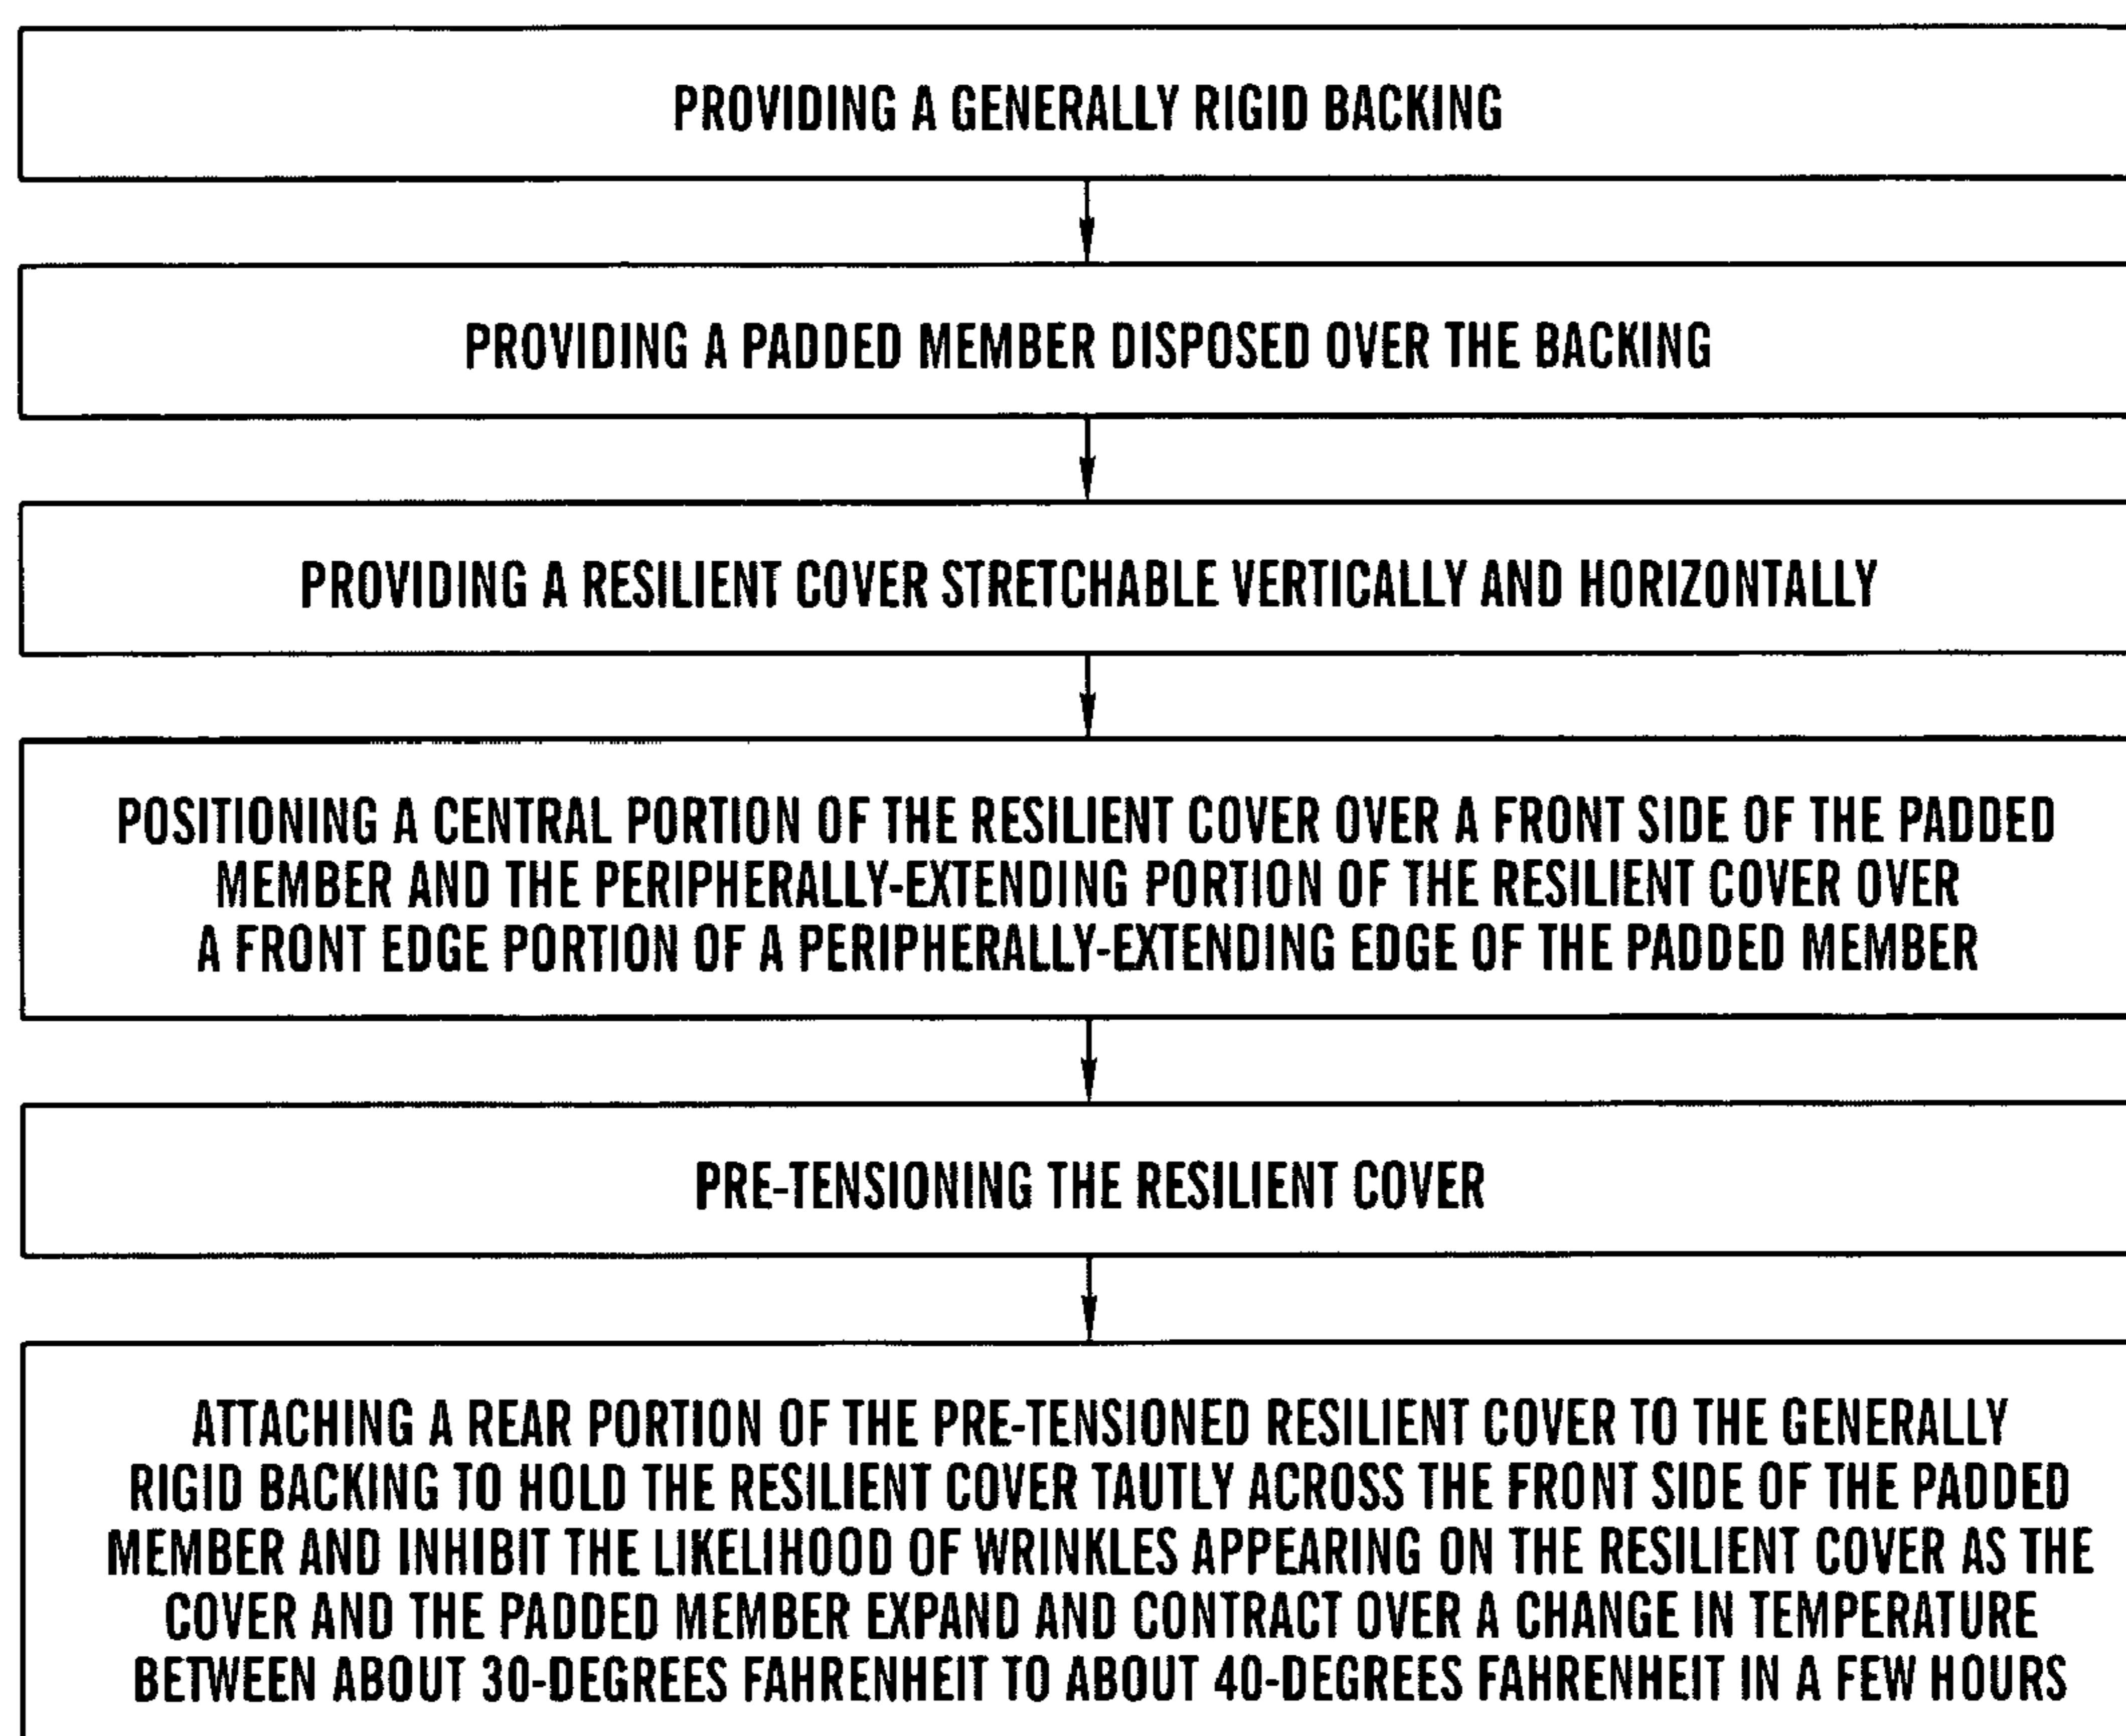 PROVIDING A GENERALLY RIGID BACKING
PROVIDING A PADDED MEMBER DISPOSED OVER THE BACKING
PROVIDING A RESILIENT COVER STRETCHABLE VERTICALLY AND HORIZONTALLY
POSITIONING A CENTRAL PORTION OF THE RESILIENT COVER OVER A FRONT SIDE OF THE PADDED
MEMBER AND THE PERIPHERALLY-EXTENDING PORTION OF THE RESILIENT COVER OVER
A FRONT EDGE PORTION OF A PERIPHERALLY-EXTENDING EDGE OF THE PADDED MEMBER
PRE-TENSIONING THE RESILIENT COVER
ATTACHING A REAR PORTION OF THE PRE-TENSIONED RESILIENT COVER TO THE GENERALLY
RIGID BACKING TO HOLD THE RESILIENT COVER TAUTLY ACROSS THE FRONT SIDE OF THE PADDED
MEMBER AND INHIBIT THE LIKELIHOOD OF WRINKLES APPEARING ON THE RESILIENT COVER AS THE
COVER AND THE PADDED MEMBER EXPAND AND CONTRACT OVER A CHANGE IN TEMPERATURE
BETWEEN ABOUT 30-DEGREES FAHRENHEIT TO ABOUT 40-DEGREES FAHRENHEIT IN A FEW HOURS